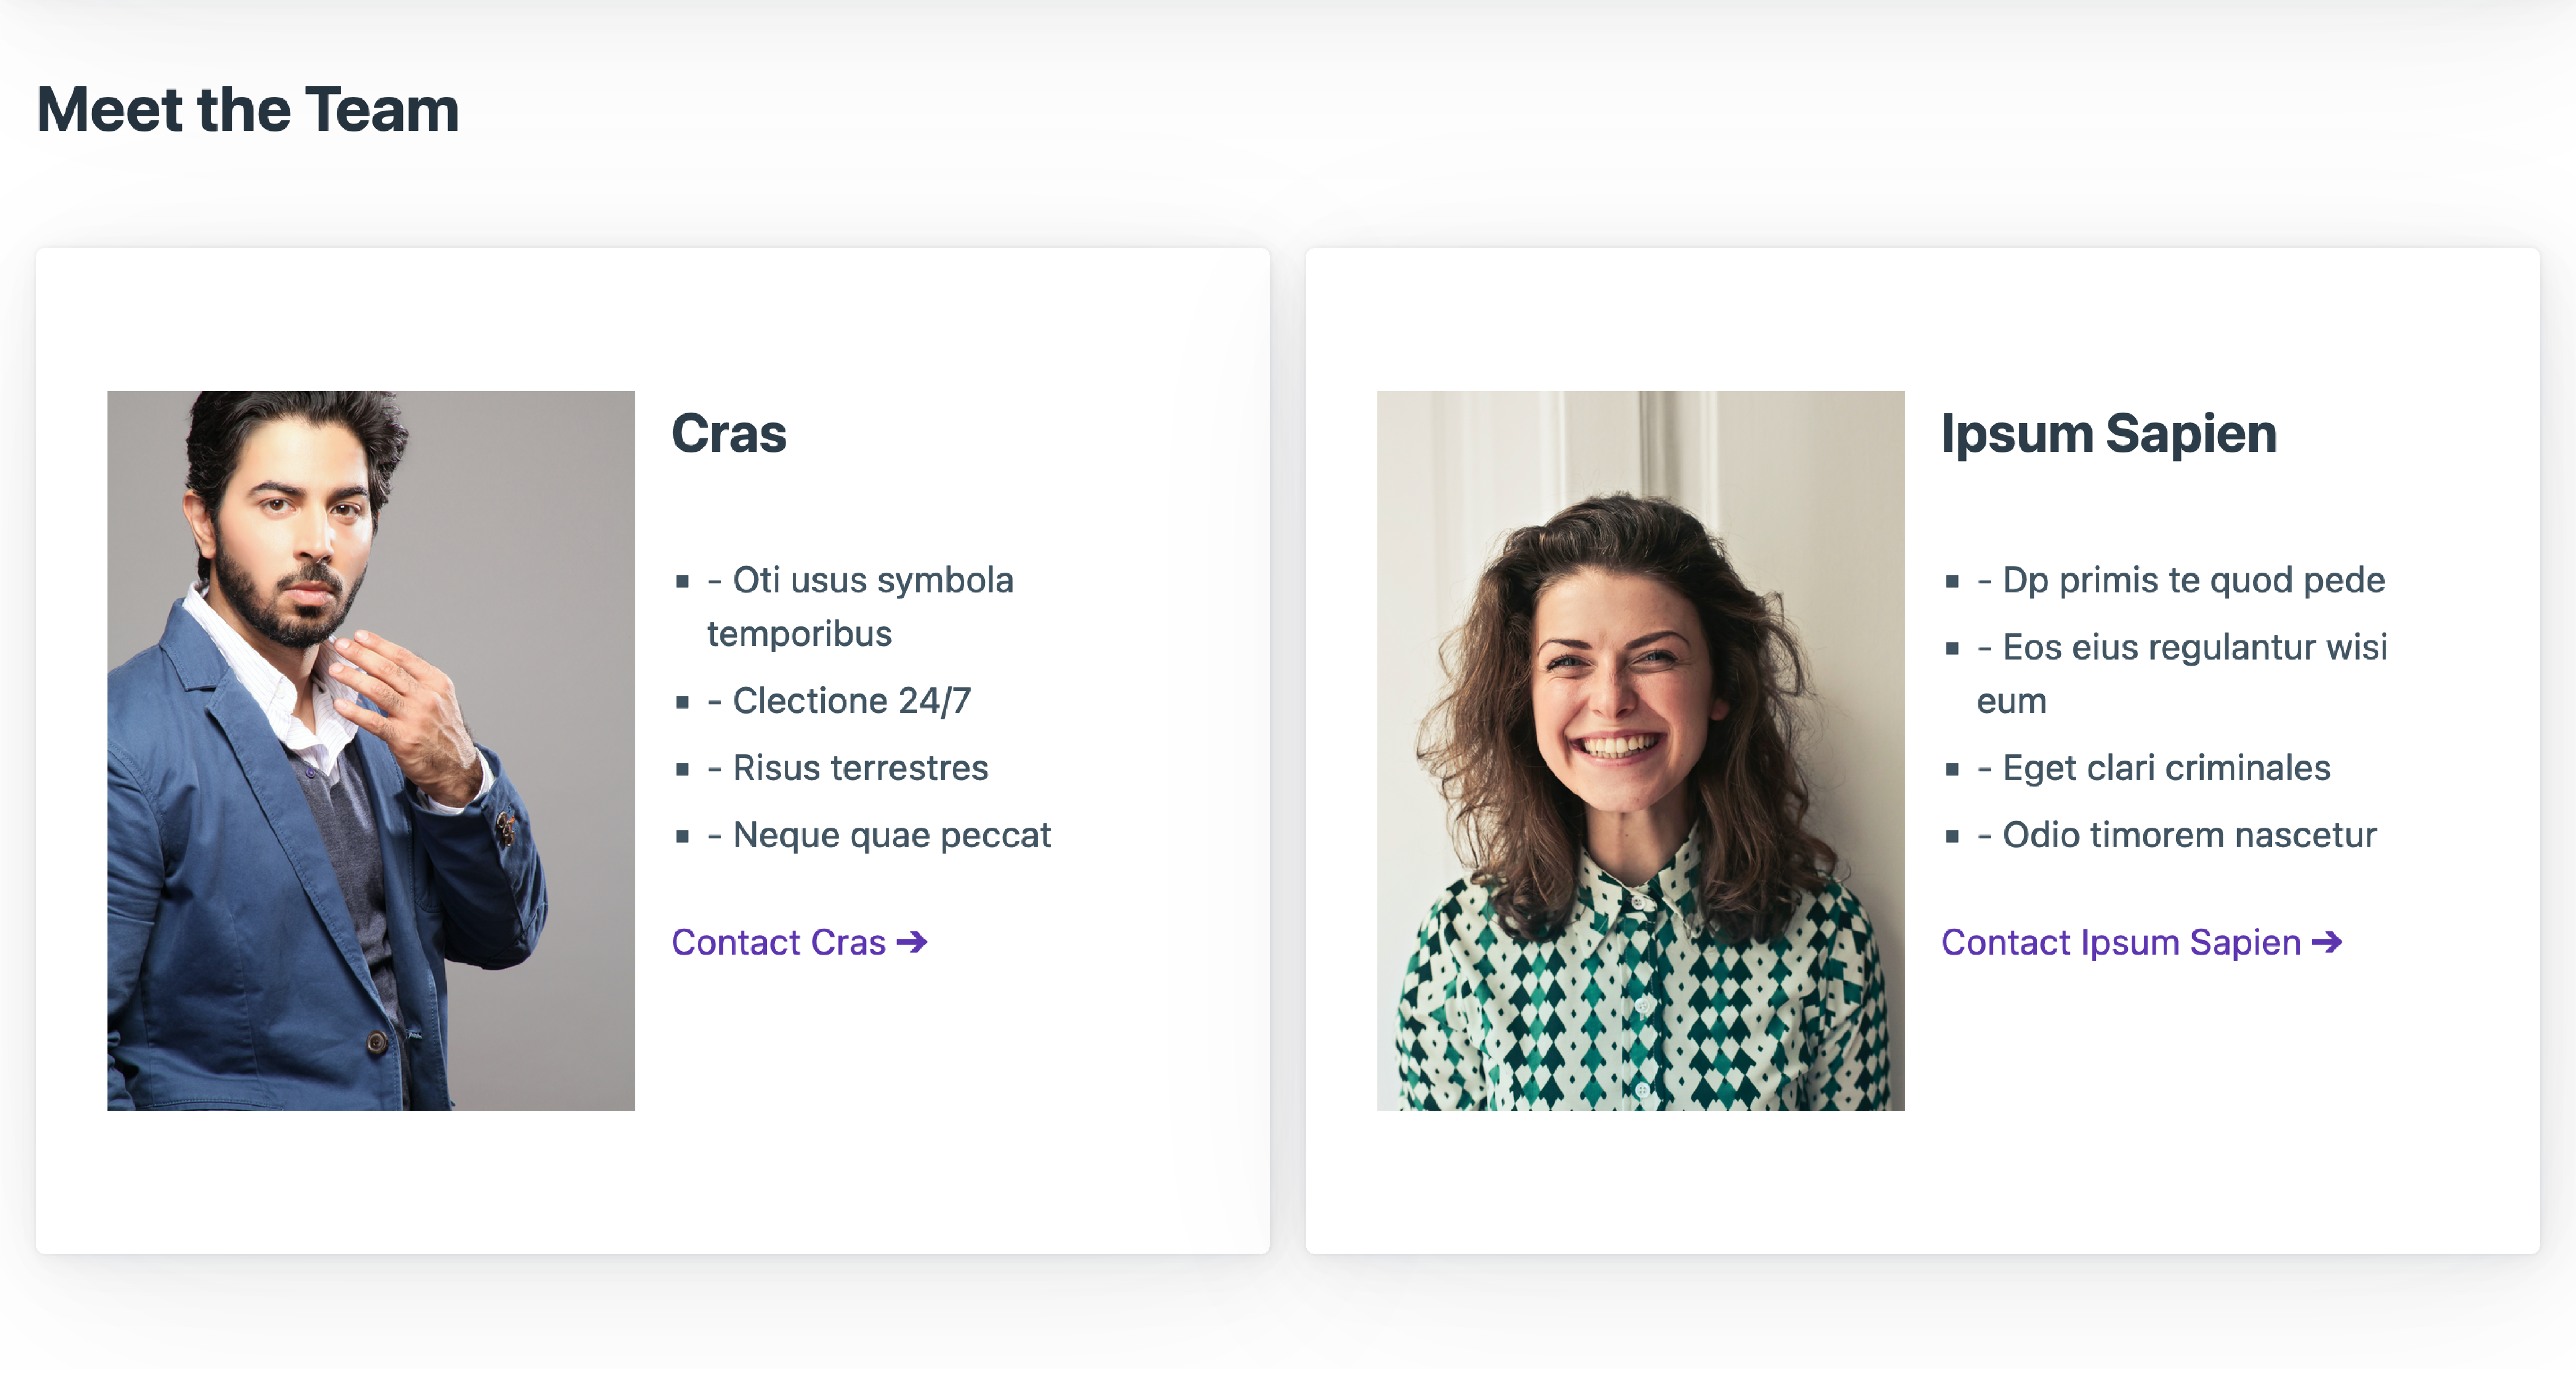 Meet the Team
Cras
▪ - Oti usus symbola
temporibus
▪ - Clectione 24/7
▪ - Risus terrestres
▪ - Neque quae peccat
Contact Cras ➔
Ipsum Sapien
▪ - Dp primis te quod pede
▪ - Eos eius regulantur wisi
eum
▪ - Eget clari criminales
▪ - Odio timorem nascetur
Contact Ipsum Sapien ➔